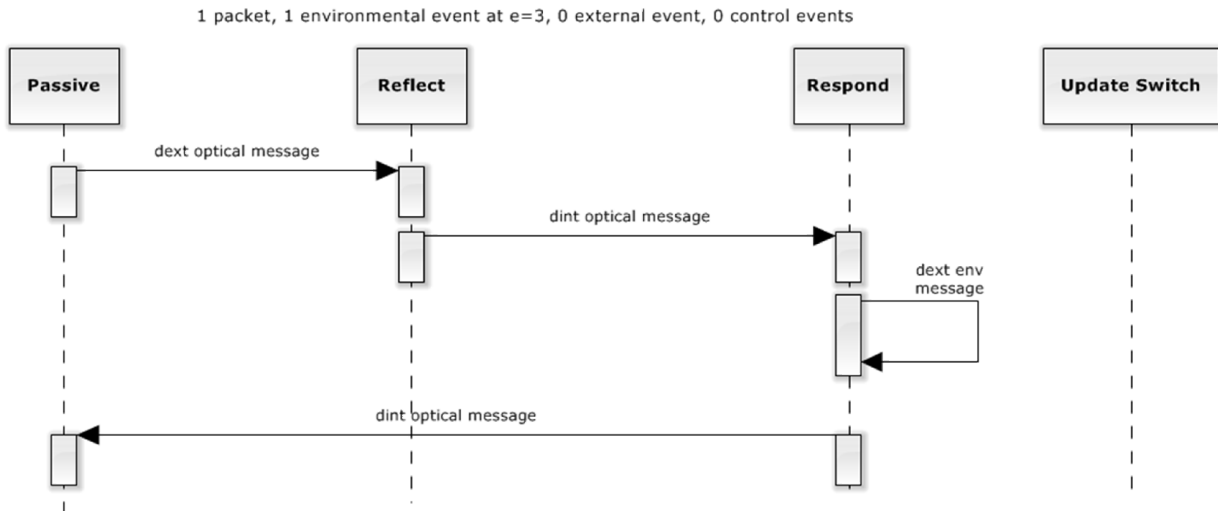 1 packet, 1 environmental event at e=3, 0 external event, 0 control events
Passive
Reflect
Respond
Update Switch
dext optical message
dint optical message
dext env
message
dint optical message